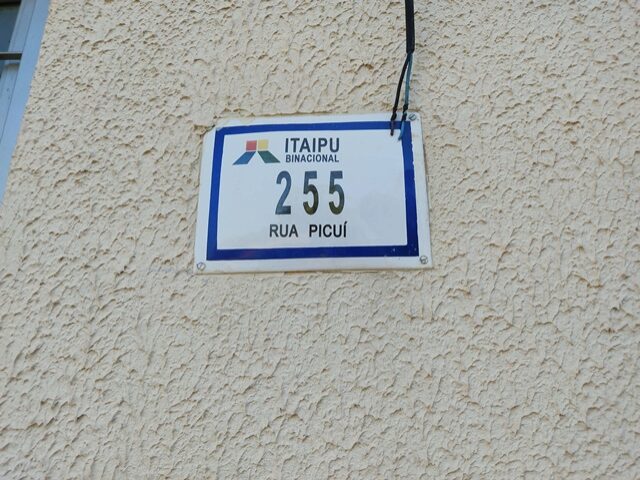 ITAIPU
BINACIONAL
255
RUA PICUÍ